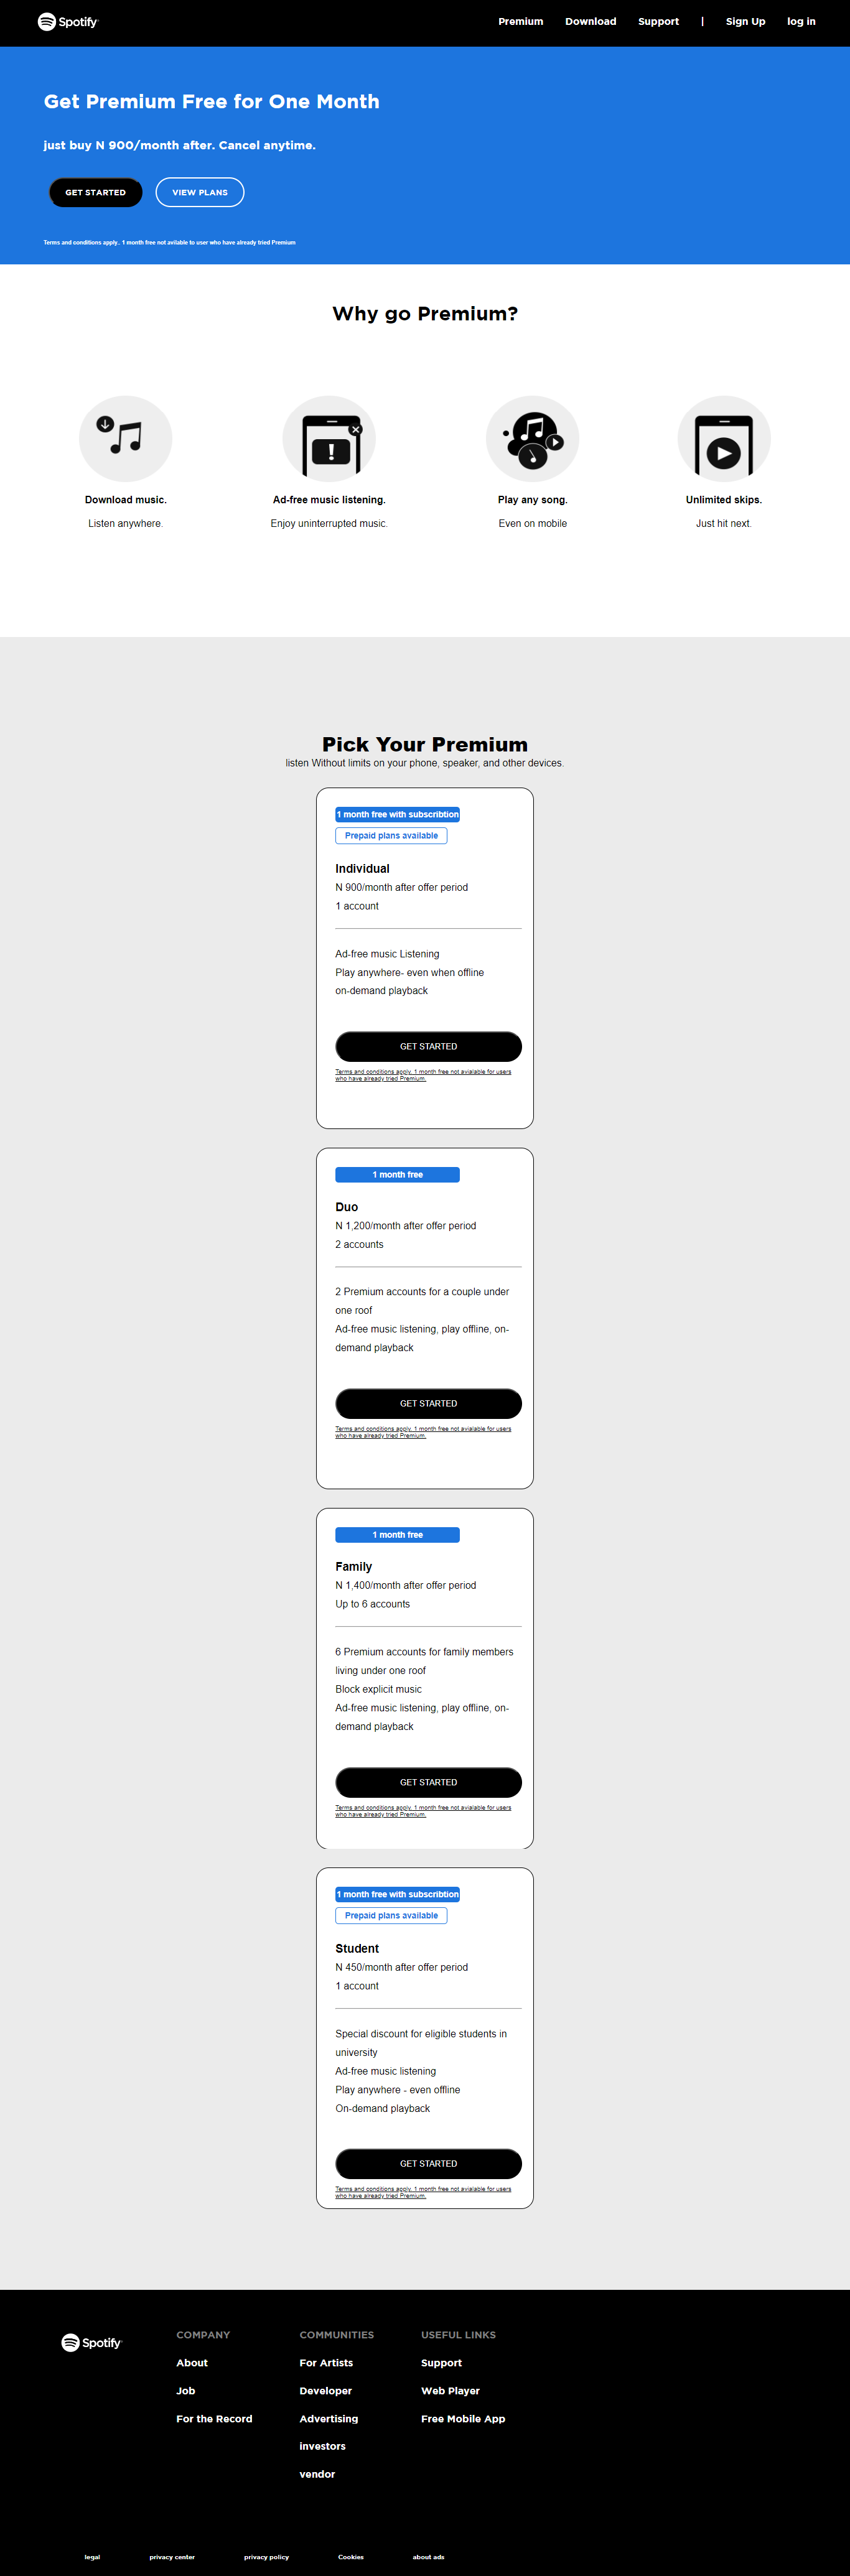 Spotify
Premium Download Support | Sign Up log in
Get Premium Free for One Month
just buy N 900/month after. Cancel anytime.
GET STARTED VIEW PLANS
Terms and conditions apply.. 1 month free not avilable to user who have already tried Premium
Why go Premium?
Download music. Ad-free music listening. Play any song. Unlimited skips.
Listen anywhere. Enjoy uninterrupted music. Even on mobile Just hit next.
Pick Your Premium
listen Without limits on your phone, speaker, and other devices.
1 month free with subscribtion
Prepaid plans available
Individual
N 900/month after offer period
1 account
Ad-free music Listening
Play anywhere- even when offline
on-demand playback
GET STARTED
Terms and conditions apply. 1 month free not avialable for users
who have already tried Premium.
1 month free
Duo
N 1,200/month after offer period
2 accounts
2 Premium accounts for a couple under
one roof
Ad-free music listening, play offline, on-
demand playback
GET STARTED
Terms and conditions apply. 1 month free not avialable for users
who have already tried Premium.
1 month free
Family
N 1,400/month after offer period
Up to 6 accounts
6 Premium accounts for family members
living under one roof
Block explicit music
Ad-free music listening, play offline, on-
demand playback
GET STARTED
Terms and conditions apply. 1 month free not avialable for users
who have already tried Premium.
1 month free with subscribtion
Prepaid plans available
Student
N 450/month after offer period
1 account
Special discount for eligible students in
university
Ad-free music listening
Play anywhere - even offline
On-demand playback
GET STARTED
Terms and conditions apply. 1 month free not avialable for users
who have already tried Premium.
Spotify
COMPANY COMMUNITIES USEFUL LINKS
About For Artists Support
Job Developer Web Player
For the Record Advertising Free Mobile App
investors
vendor
legal privacy center privacy policy Cookies about ads